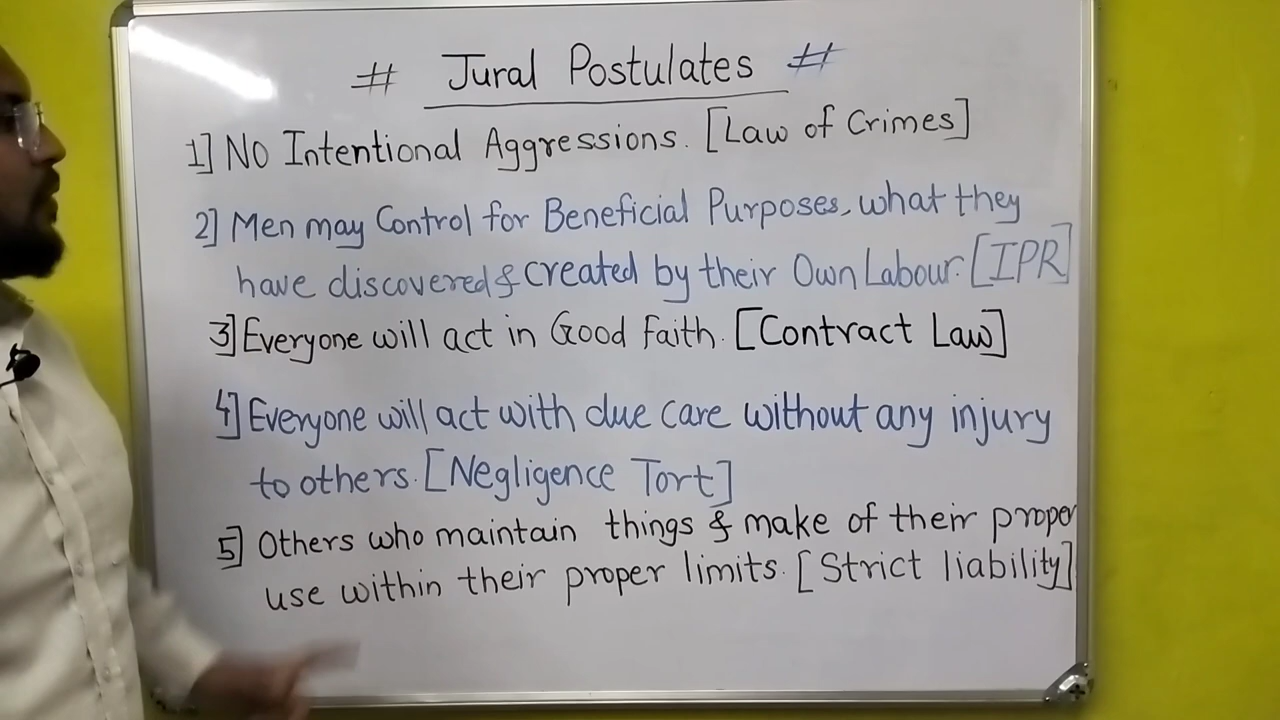 # Jural Postulates #
1] No Intentional Aggressions. [Law of Crimes]
2] Men may Control for Beneficial Purposes, what they
have discovered & created by their Own Labour. [IPR]
3] Everyone will act in Good faith. [Contract Law]
4] Everyone will act with due care without any injury
to others. [Negligence Tort]
5] Others who maintain things & make of their proper
use within their proper limits. [Strict liability]